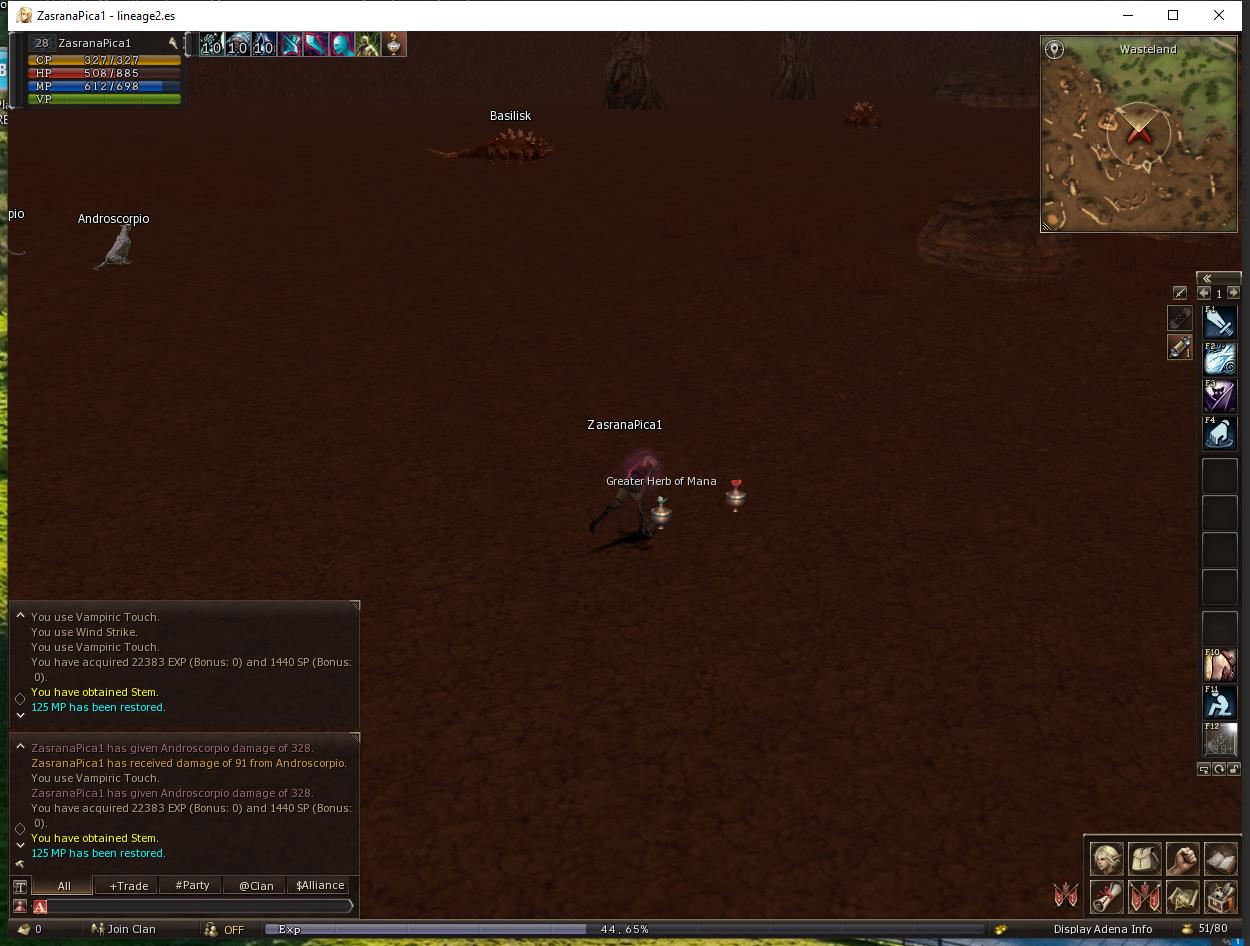 ZasranaPica1 - lineage2.es
28 ZasranaPica1
CP 327/327
HP 508/885
MP 612/698
VP
10 10 10
Wasteland
Basilisk
Androscorpio
pio
1
F1
F2
F3
F4
ZasranaPica1
Greater Herb of Mana
You use Vampiric Touch.
You use Wind Strike.
You use Vampiric Touch.
You have acquired 22383 EXP (Bonus: 0) and 1440 SP (Bonus:
0).
You have obtained Stem.
125 MP has been restored.
F10
F11
F12
99+
ZasranaPica1 has given Androscorpio damage of 328.
ZasranaPica1 has received damage of 91 from Androscorpio.
You use Vampiric Touch.
ZasranaPica1 has given Androscorpio damage of 328.
You have acquired 22383 EXP (Bonus: 0) and 1440 SP (Bonus:
0).
You have obtained Stem.
125 MP has been restored.
All +Trade #Party @Clan $Alliance
A
0 Join Clan OFF Exp 44.65% Display Adena Info 51/80